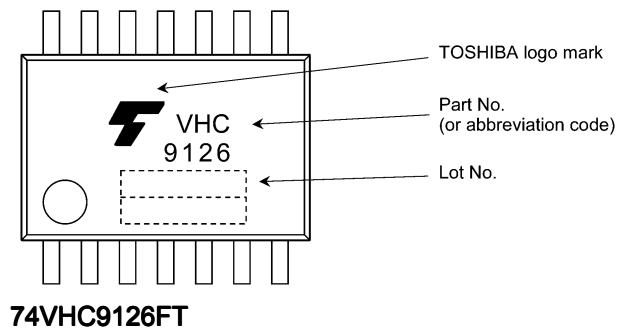 TOSHIBA logo mark
Part No.
(or abbreviation code)
VHC
9126
Lot No.
74VHC9126FT